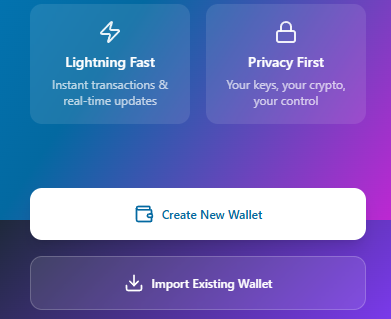 Lightning Fast
Instant transactions &
real-time updates
Privacy First
Your keys, your crypto,
your control
Create New Wallet
Import Existing Wallet